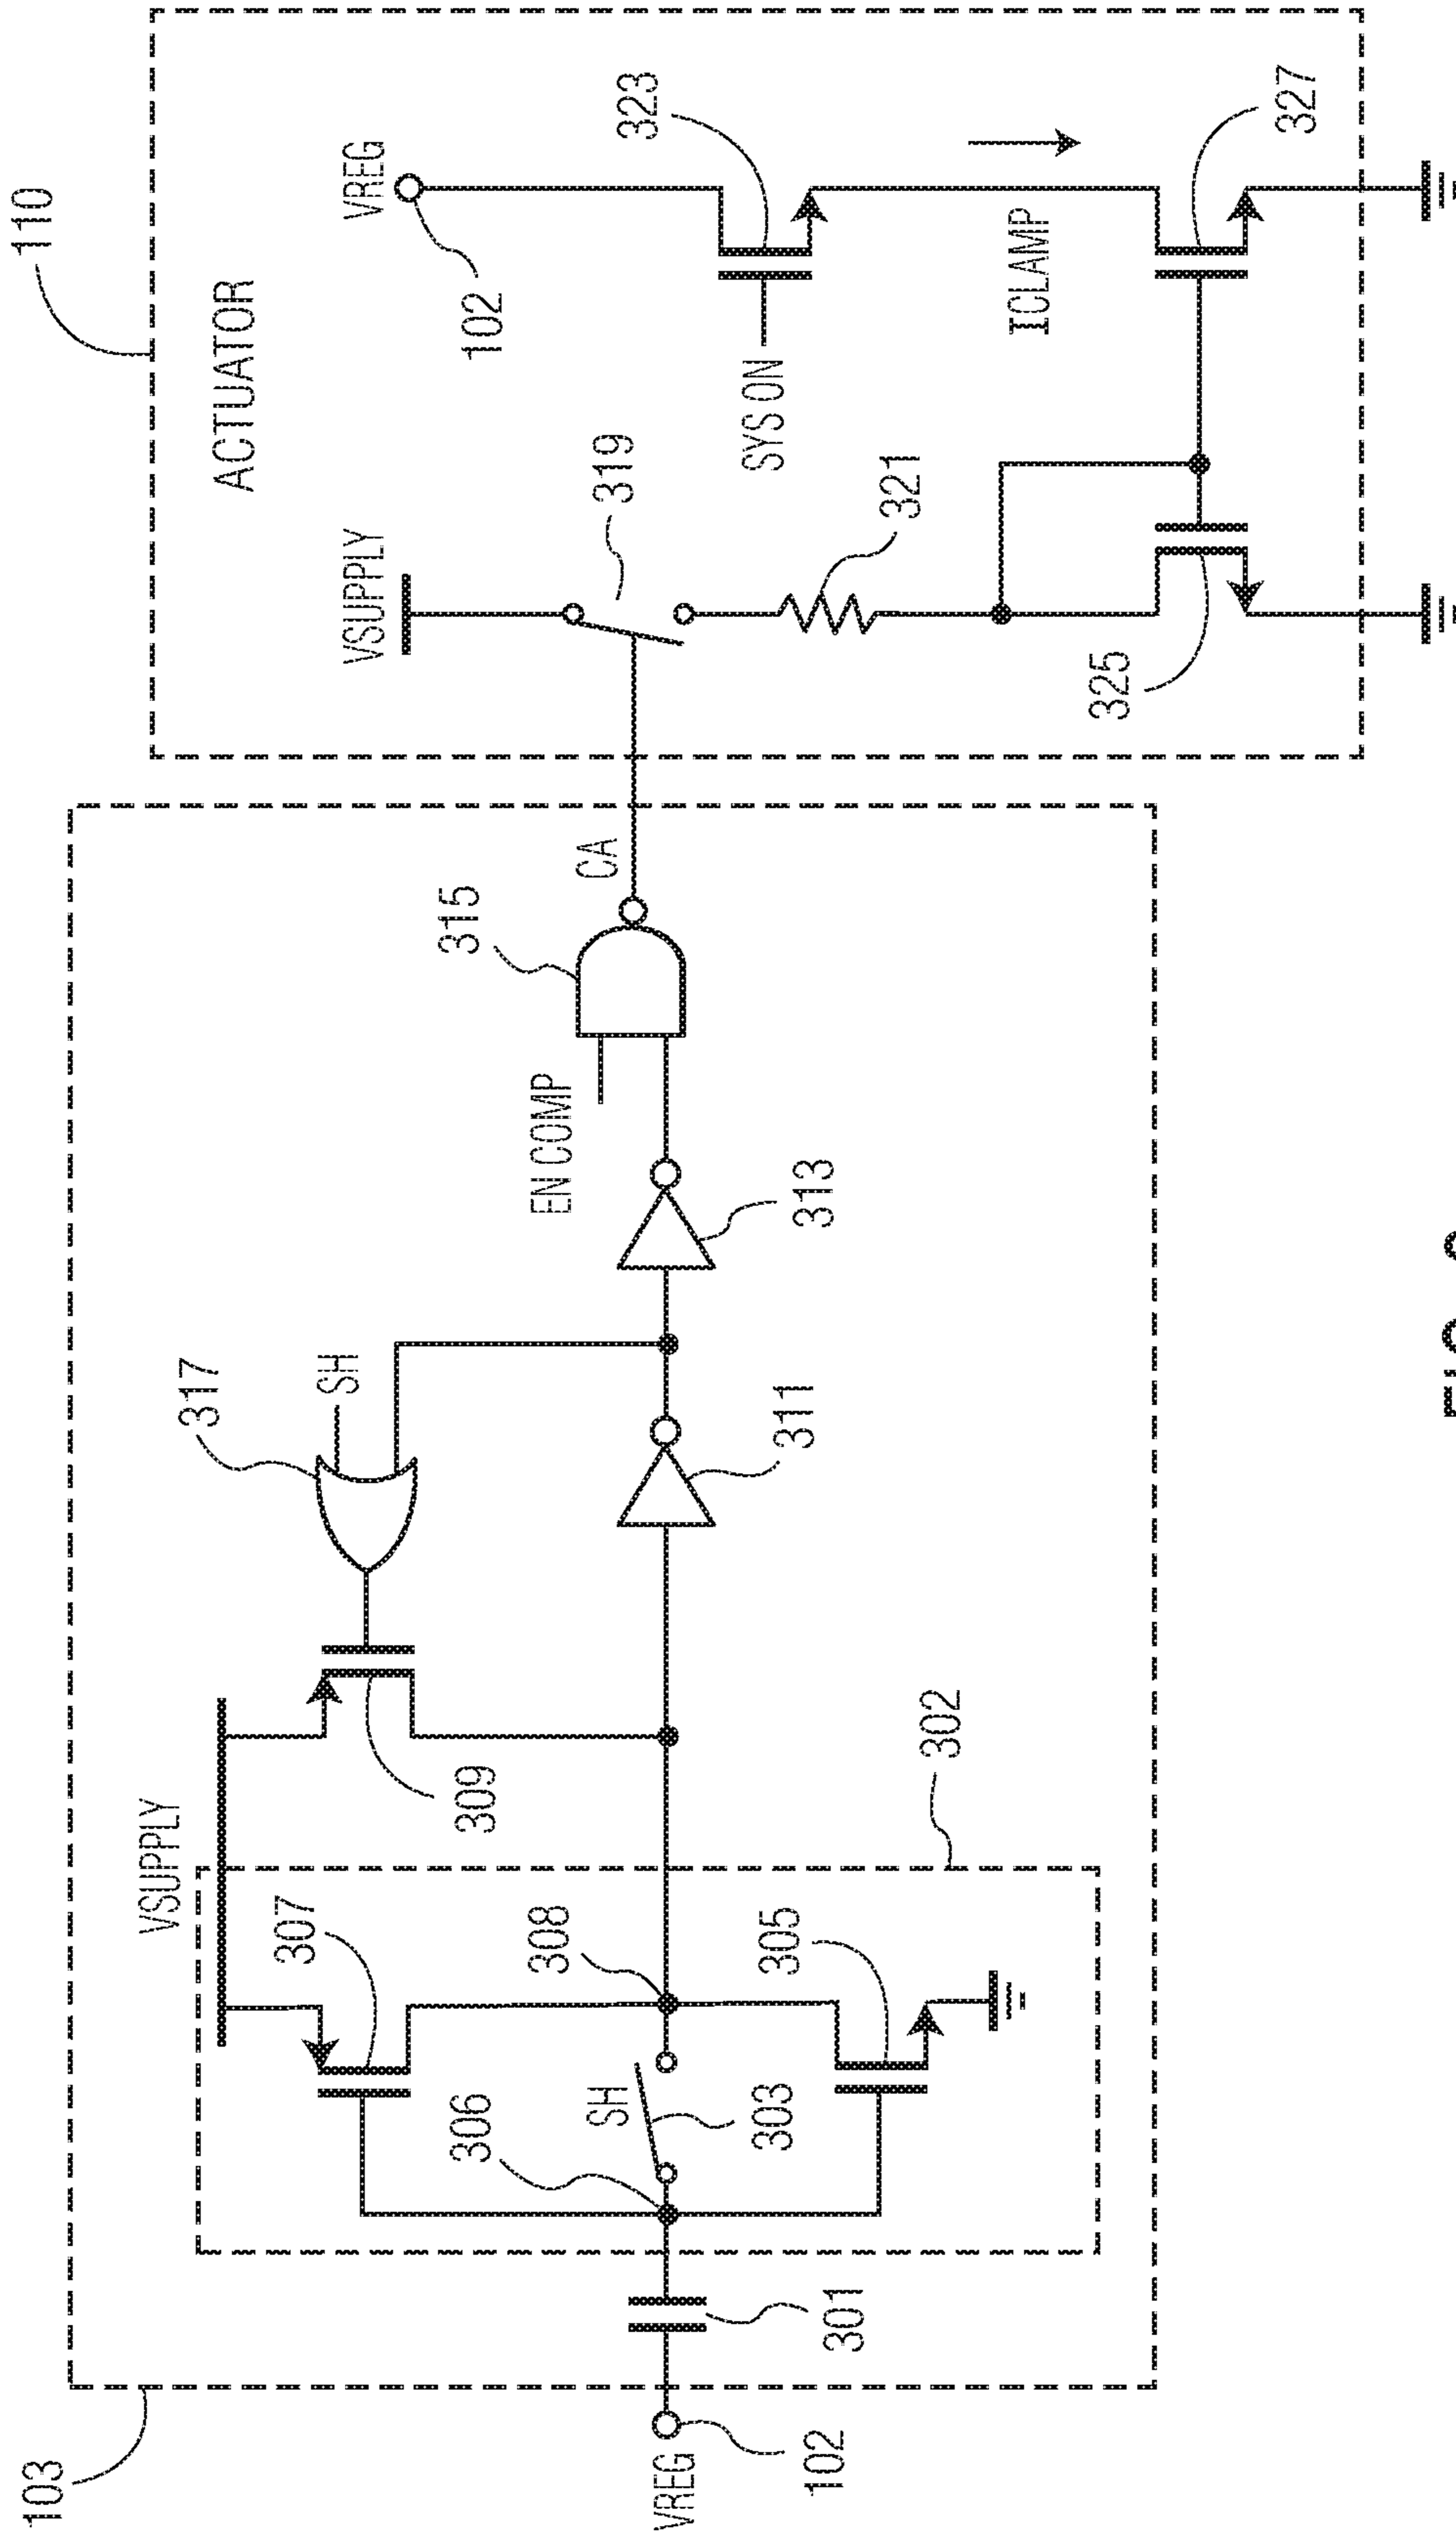 103
VREG
102
301
306
SH
303
308
307
305
302
VSUPPLY
309
317
SH
311
313
EN COMP
315
CA
110
ACTUATOR
VSUPPLY
319
321
325
VREG
102
SYS ON
323
ICLAMP
327